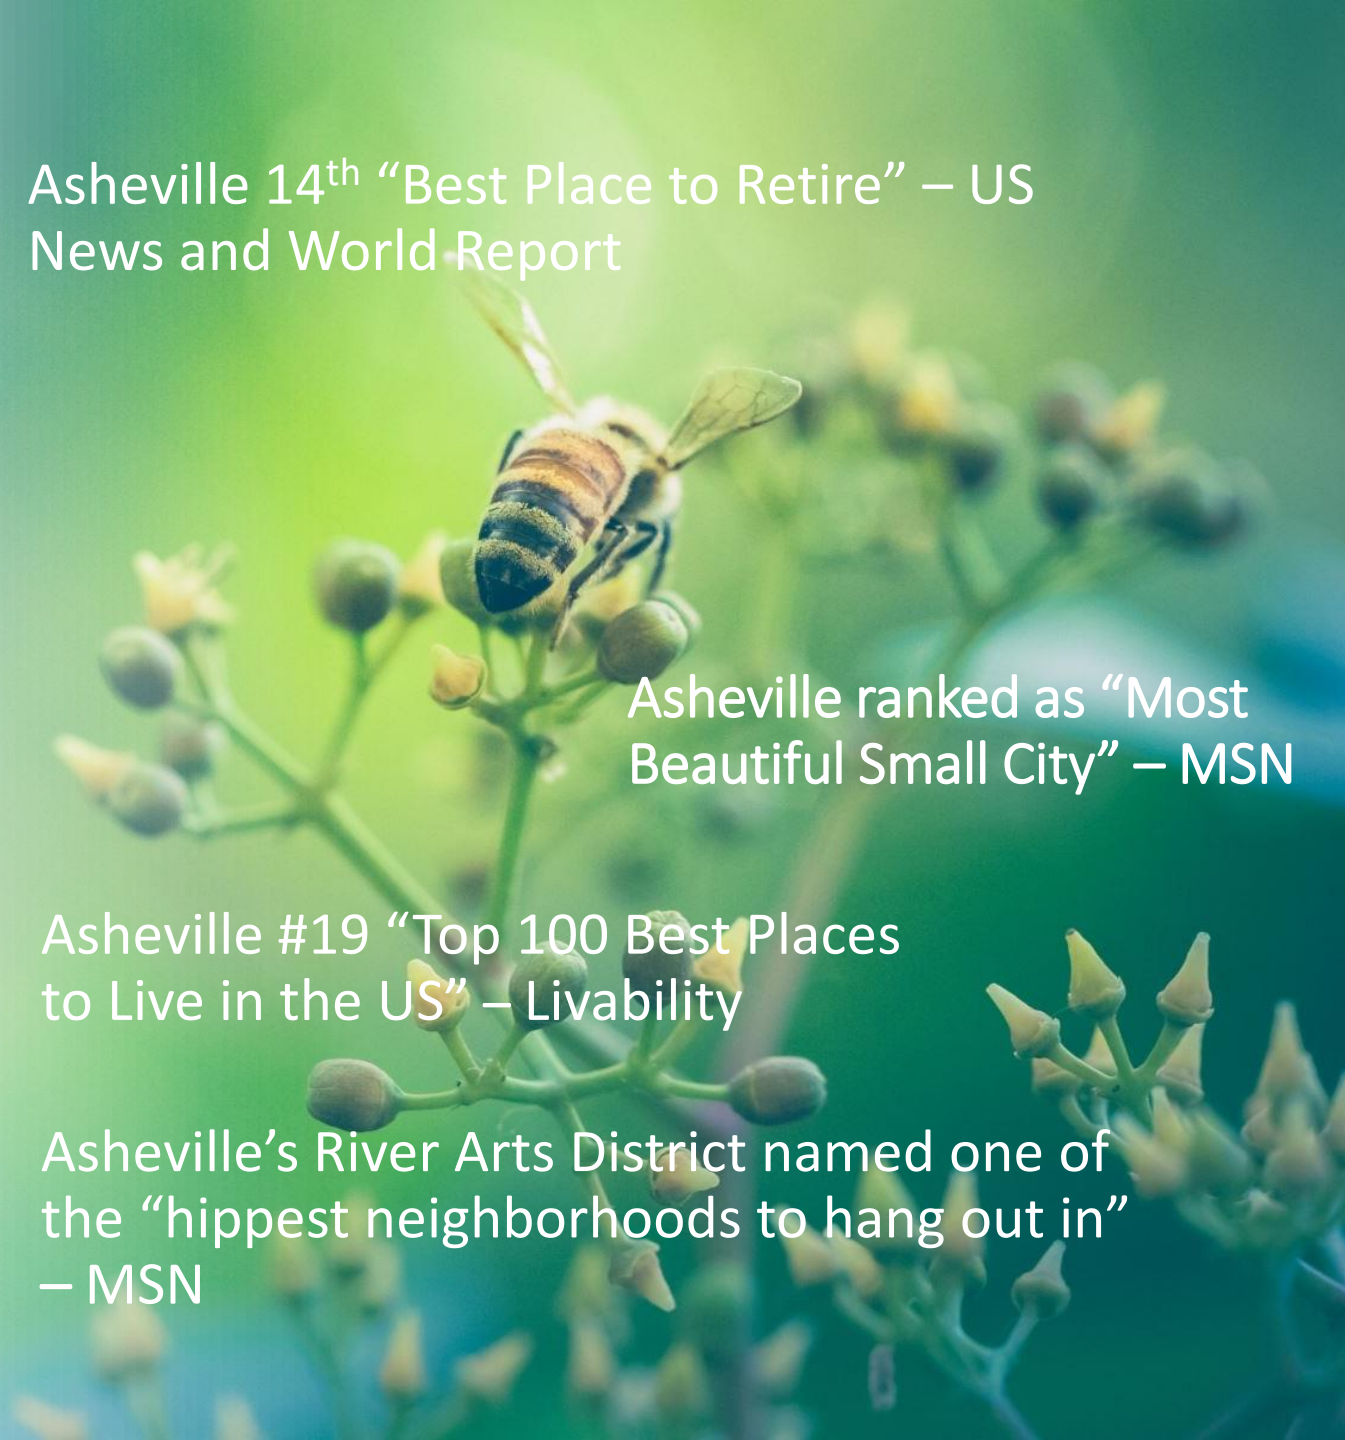 Asheville 14th “Best Place to Retire” – US
News and World Report
Asheville ranked as “Most
Beautiful Small City” – MSN
Asheville #19 “Top 100 Best Places
to Live in the US” – Livability
Asheville’s River Arts District named one of
the “hippest neighborhoods to hang out in”
– MSN